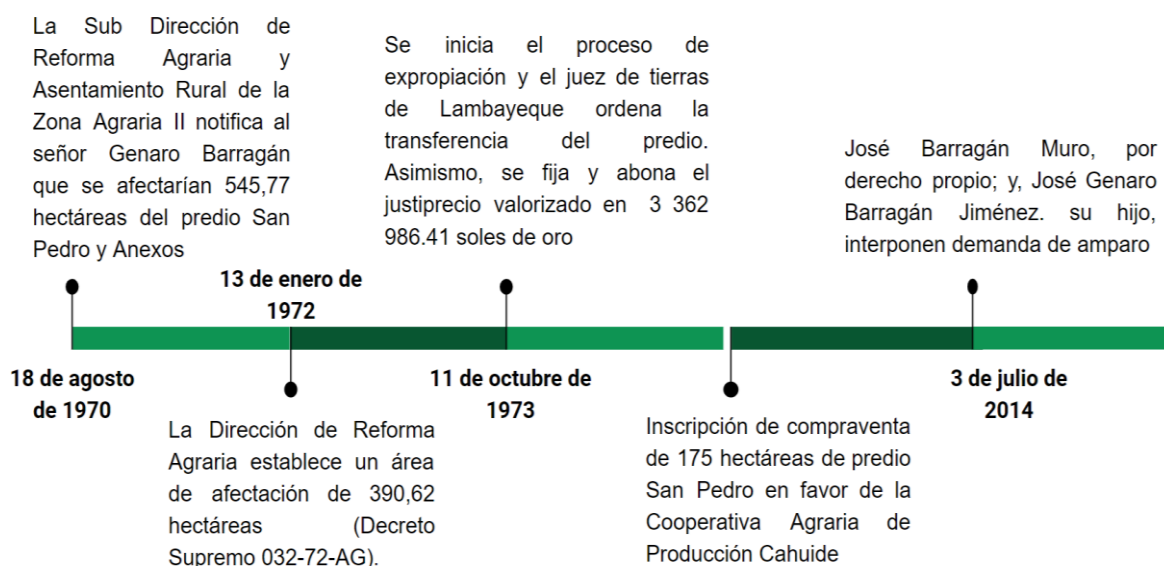 La Sub Dirección de
Reforma Agraria y
Asentamiento Rural de la
Zona Agraria II notifica al
señor Genaro Barragán
que se afectarían 545,77
hectáreas del predio San
Pedro y Anexos
18 de agosto
de 1970
13 de enero de
1972
La Dirección de Reforma
Agraria establece un área
de afectación de 390,62
hectáreas (Decreto
Supremo 032-72-AG).
Se inicia el proceso de
expropiación y el juez de tierras
de Lambayeque ordena la
transferencia del predio.
Asimismo, se fija y abona el
justiprecio valorizado en 3 362
986.41 soles de oro
11 de octubre de
1973
Inscripción de compraventa
de 175 hectáreas de predio
San Pedro en favor de la
Cooperativa Agraria de
Producción Cahuide
José Barragán Muro, por
derecho propio; y, José Genaro
Barragán Jiménez. su hijo,
interponen demanda de amparo
3 de julio de
2014